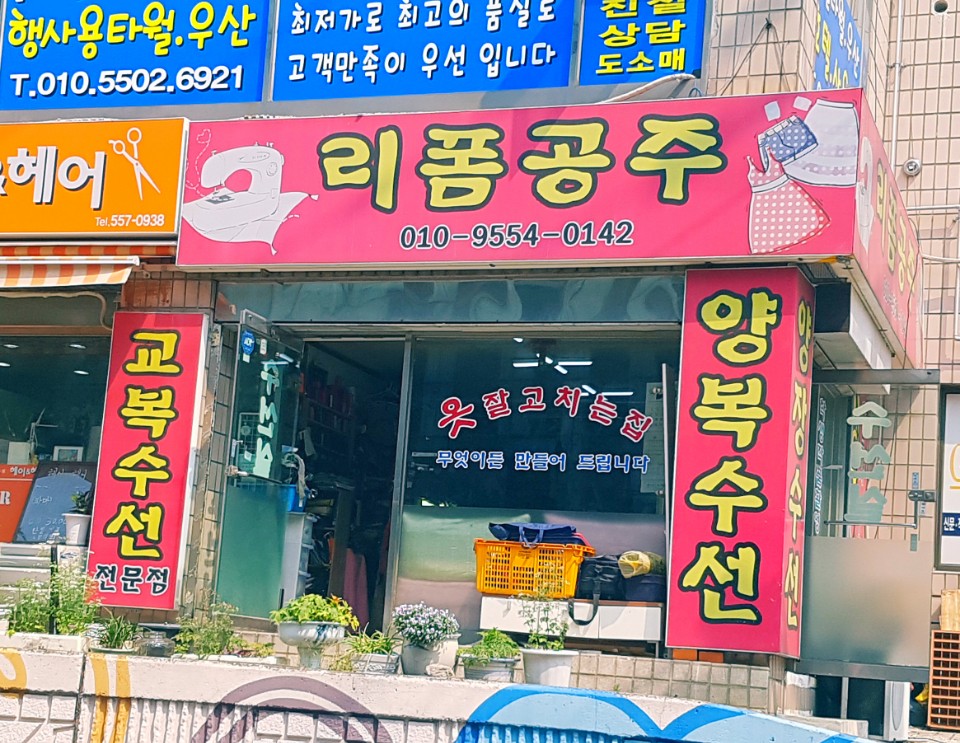 행사용타월.우산
T.010.5502.6921
최저가로 최고의 품질도
고객만족이 우선 입니다
친절
상담
도소매
헤어
Tel.557-0938
리폼공주
010-9554-0142
교복수선
전문점
옷 잘 고치는 집
무엇이든 만들어 드립니다
양복수선
양장수선
수선